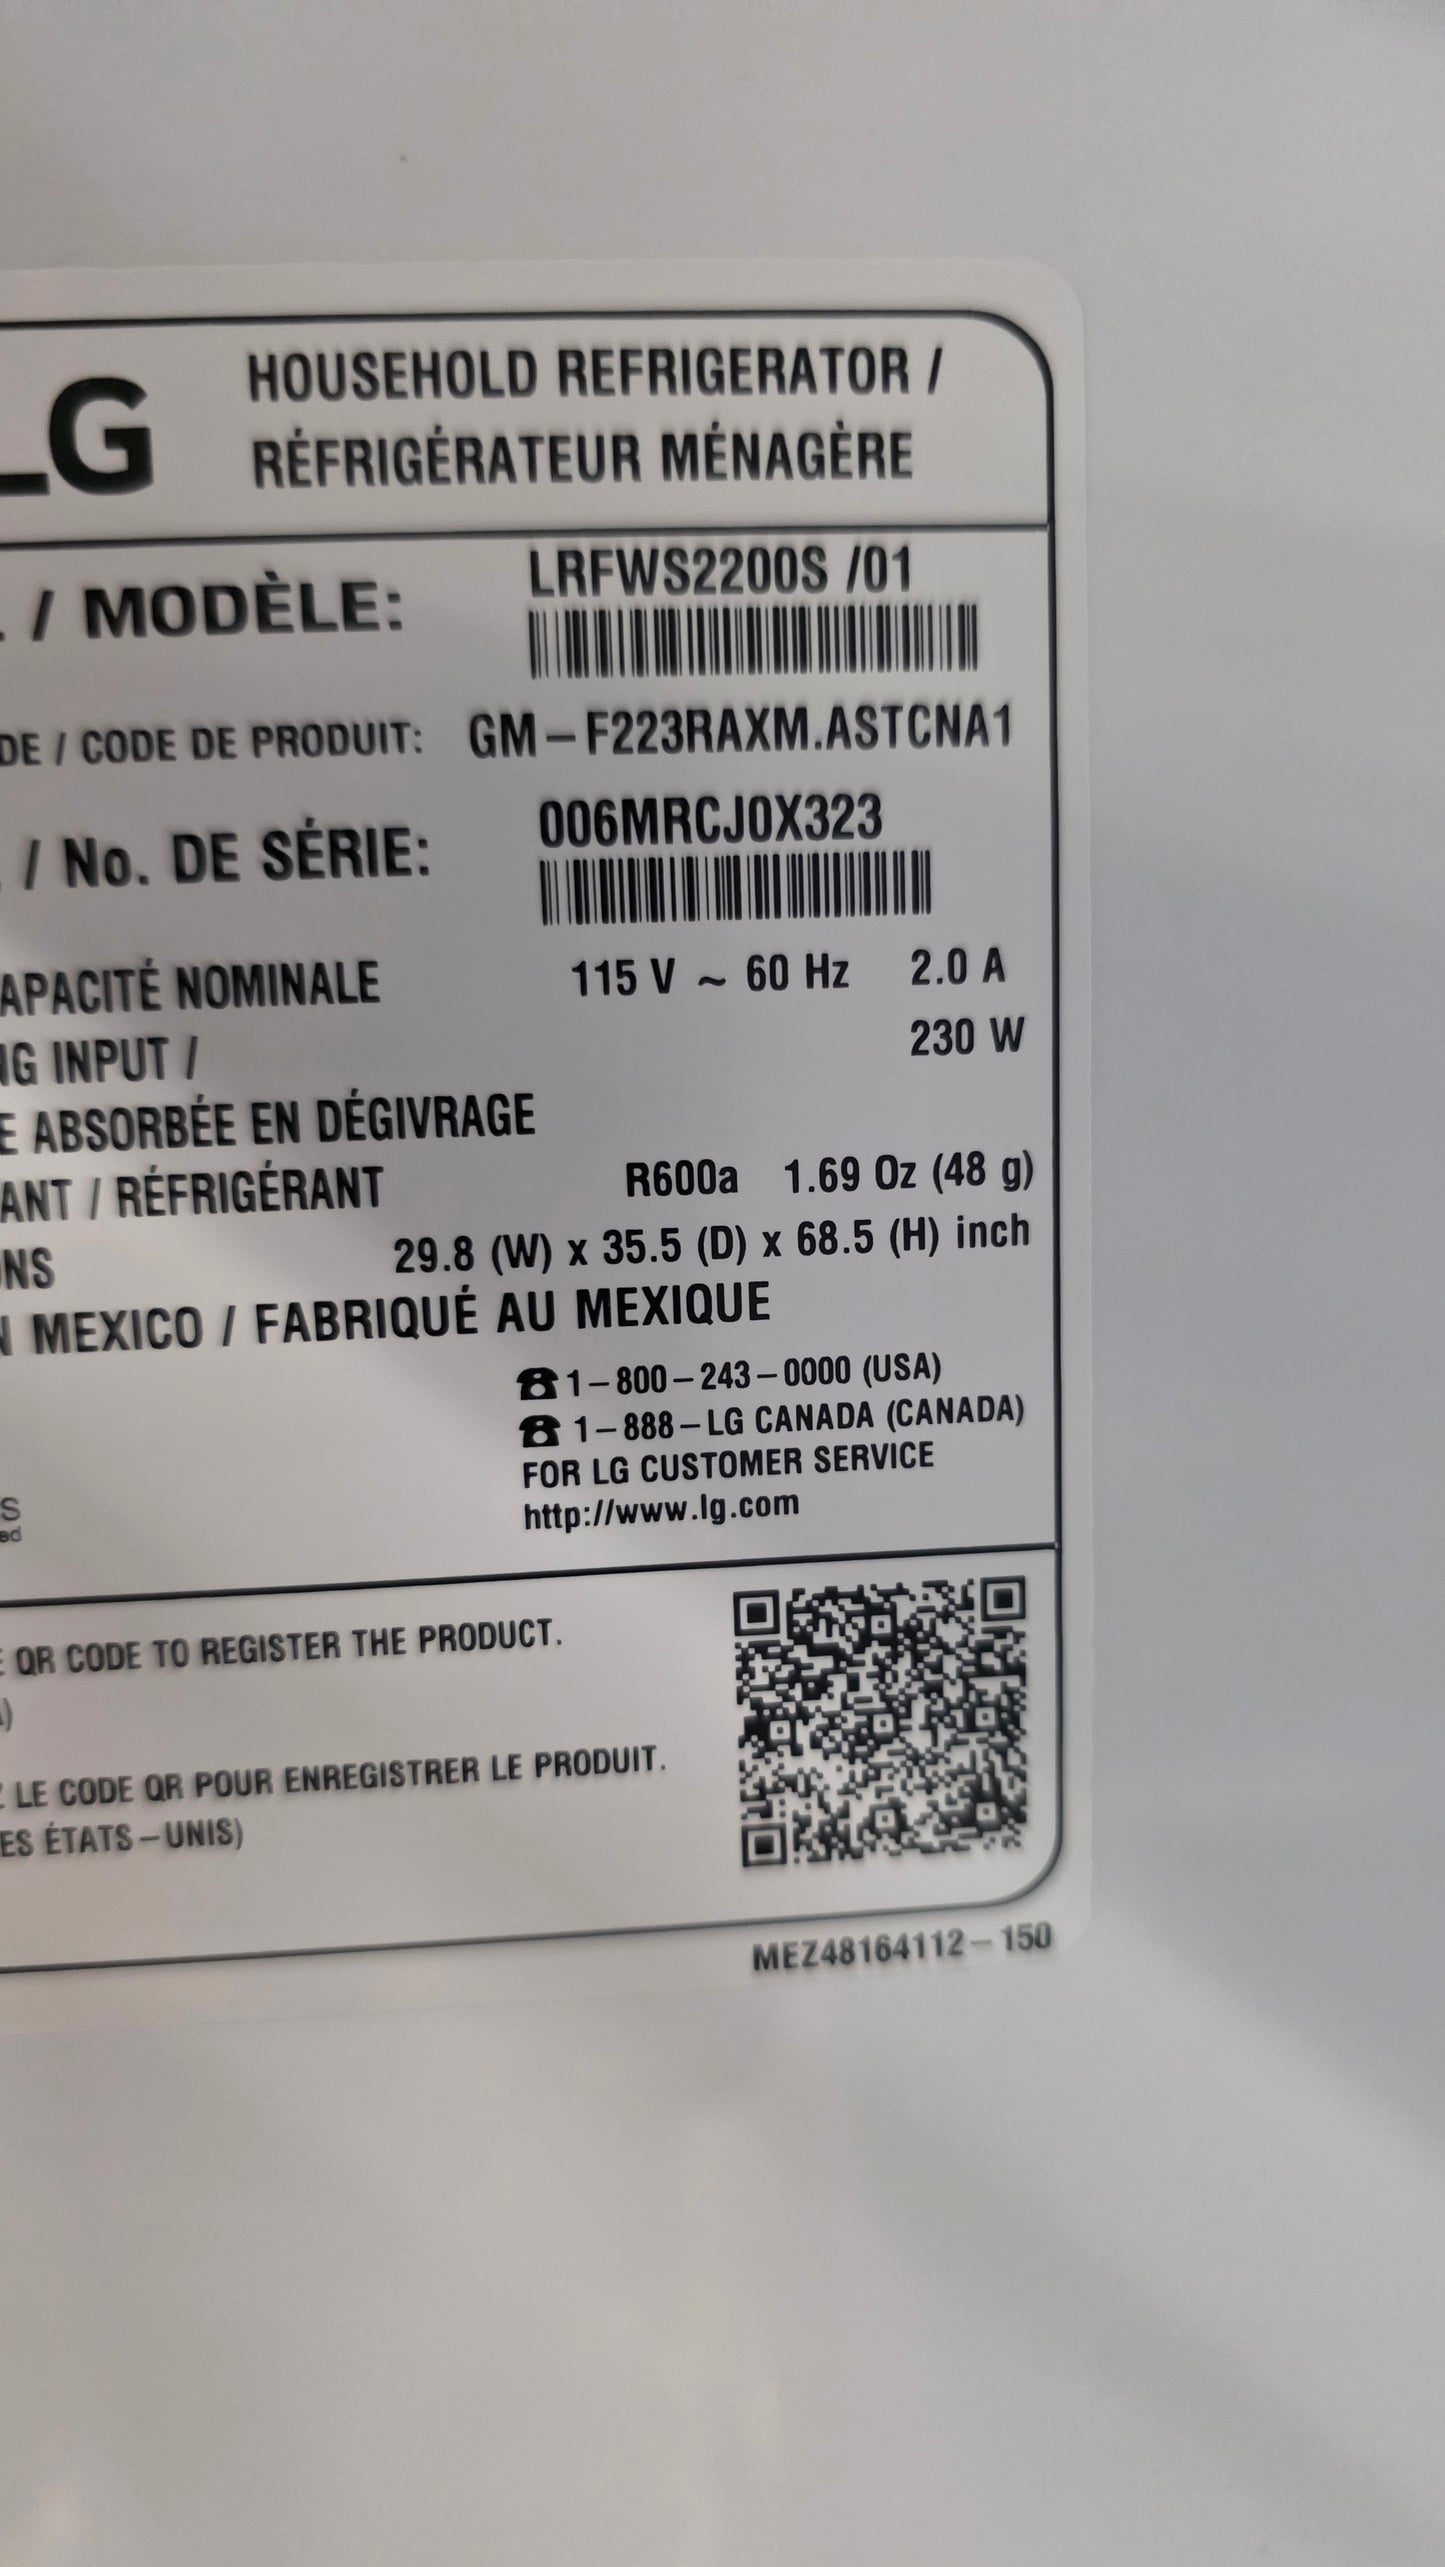 LG
HOUSEHOLD REFRIGERATOR /
RÉFRIGÉRATEUR MÉNAGÈRE
/ MODÈLE: LRFWS2200S /01
DE / CODE DE PRODUIT: GM-F223RAXM.ASTCNA1
/ No. DE SÉRIE: 006MRCJ0X323
APACITÉ NOMINALE 115 V ~ 60 Hz 2.0 A
NG INPUT / 230 W
E ABSORBÉE EN DÉGIVRAGE
ANT / RÉFRIGÉRANT R600a 1.69 Oz (48 g)
ONS 29.8 (W) x 35.5 (D) x 68.5 (H) inch
N MEXICO / FABRIQUÉ AU MEXIQUE
☎ 1-800-243-0000 (USA)
☎ 1-888-LG CANADA (CANADA)
FOR LG CUSTOMER SERVICE
http://www.lg.com
S
ed
E QR CODE TO REGISTER THE PRODUCT.
A)
Z LE CODE QR POUR ENREGISTRER LE PRODUIT.
ES ÉTATS-UNIS)
MEZ48164112-150